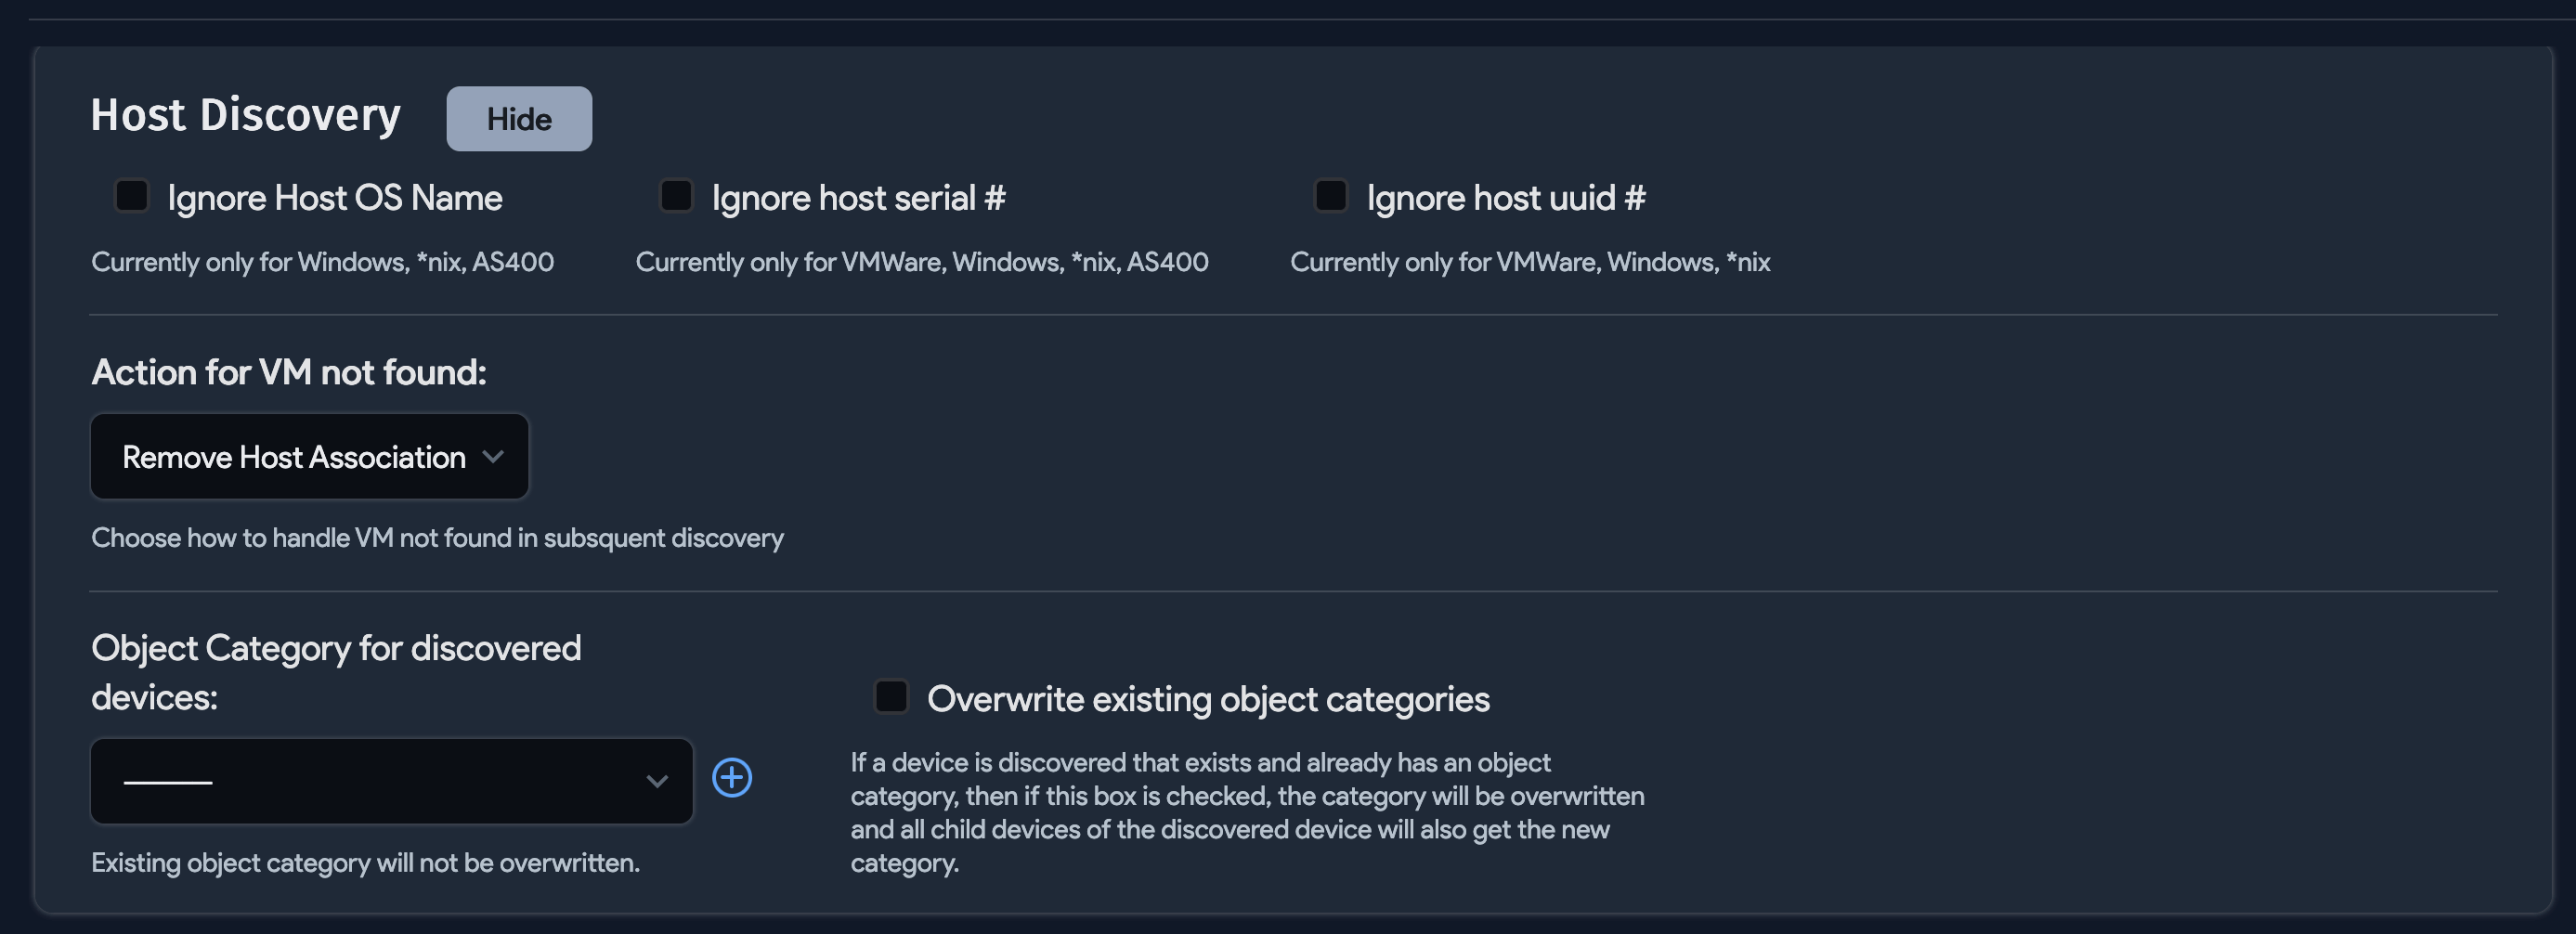 Host Discovery Hide
Ignore Host OS Name Ignore host serial # Ignore host uuid #
Currently only for Windows, *nix, AS400 Currently only for VMWare, Windows, *nix, AS400 Currently only for VMWare, Windows, *nix
Action for VM not found:
Remove Host Association
Choose how to handle VM not found in subsquent discovery
Object Category for discovered
devices:
Existing object category will not be overwritten.
Overwrite existing object categories
If a device is discovered that exists and already has an object
category, then if this box is checked, the category will be overwritten
and all child devices of the discovered device will also get the new
category.